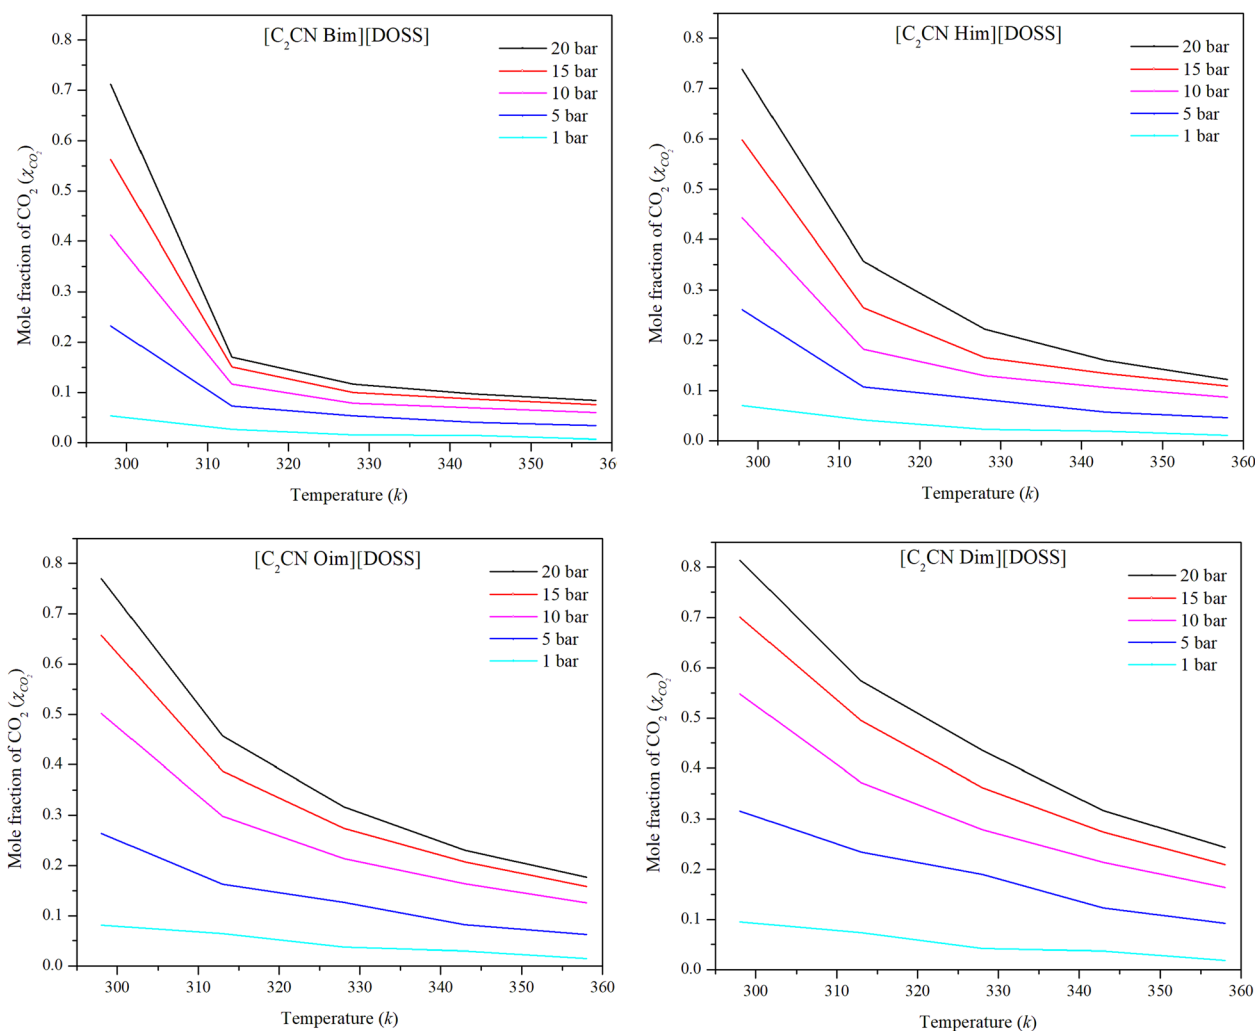 [C₂CN Bim][DOSS]
20 bar
15 bar
10 bar
5 bar
1 bar
Mole fraction of CO₂ (χ_CO₂)
0.8
0.7
0.6
0.5
0.4
0.3
0.2
0.1
0.0
300 310 320 330 340 350 36
Temperature (k)
[C₂CN Him][DOSS]
20 bar
15 bar
10 bar
5 bar
1 bar
Mole fraction of CO₂ (χ_CO₂)
0.8
0.7
0.6
0.5
0.4
0.3
0.2
0.1
0.0
300 310 320 330 340 350 360
Temperature (k)
[C₂CN Oim][DOSS]
20 bar
15 bar
10 bar
5 bar
1 bar
Mole fraction of CO₂ (χ_CO₂)
0.8
0.7
0.6
0.5
0.4
0.3
0.2
0.1
0.0
300 310 320 330 340 350 360
Temperature (k)
[C₂CN Dim][DOSS]
20 bar
15 bar
10 bar
5 bar
1 bar
Mole fraction of CO₂ (χ_CO₂)
0.8
0.7
0.6
0.5
0.4
0.3
0.2
0.1
0.0
300 310 320 330 340 350 360
Temperature (k)